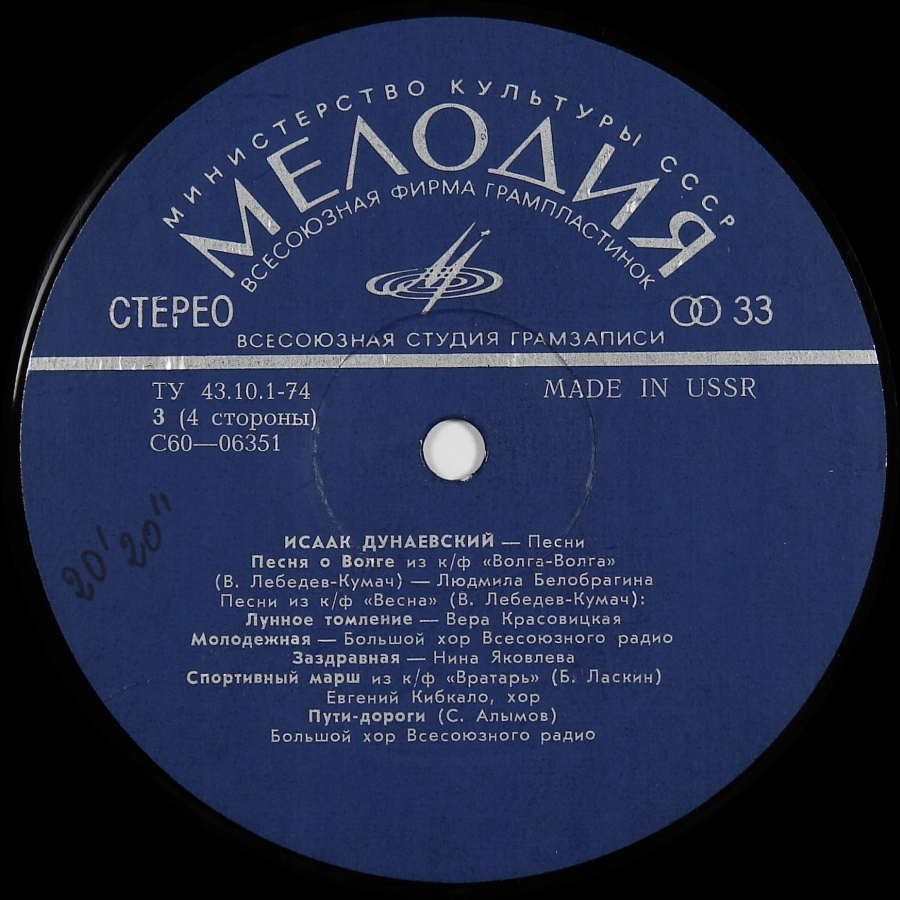 МИНИСТЕРСТВО КУЛЬТУРЫ СССР
МЕЛОДИЯ
ВСЕСОЮЗНАЯ ФИРМА ГРАМПЛАСТИНОК
СТЕРЕО
33
ВСЕСОЮЗНАЯ СТУДИЯ ГРАМЗАПИСИ
ТУ 43.10.1-74
MADE IN USSR
3 (4 стороны)
С60—06351
20' 20"
ИСААК ДУНАЕВСКИЙ — Песни
Песня о Волге из к/ф «Волга-Волга»
(В. Лебедев-Кумач) — Людмила Белобрагина
Песни из к/ф «Весна» (В. Лебедев-Кумач):
Лунное томление — Вера Красовицкая
Молодежная — Большой хор Всесоюзного радио
Заздравная — Нина Яковлева
Спортивный марш из к/ф «Вратарь» (Б. Ласкин)
Евгений Кибкало, хор
Пути-дороги (С. Алымов)
Большой хор Всесоюзного радио